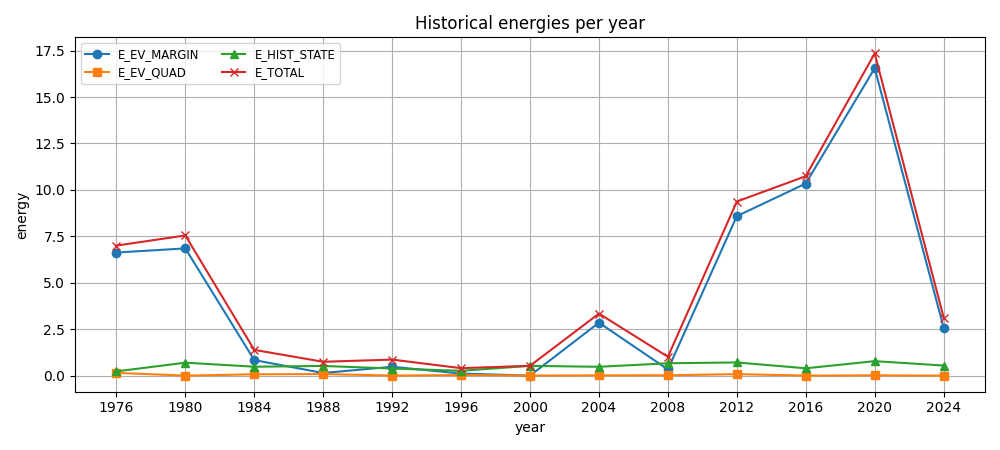 Historical energies per year
E_EV_MARGIN
E_EV_QUAD
E_HIST_STATE
E_TOTAL
energy
17.5
15.0
12.5
10.0
7.5
5.0
2.5
0.0
1976 1980 1984 1988 1992 1996 2000 2004 2008 2012 2016 2020 2024
year